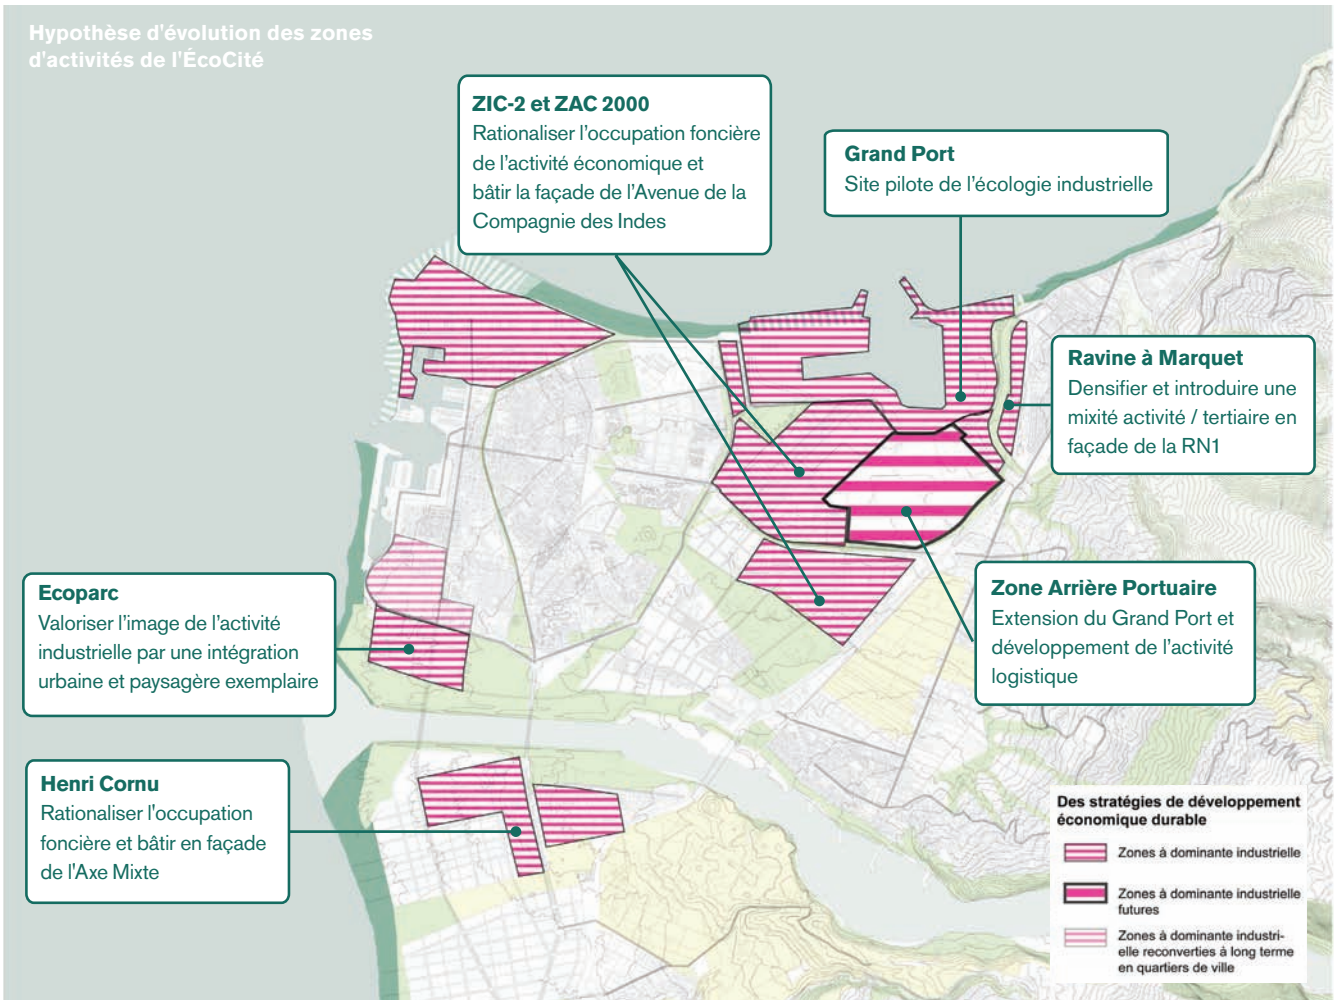 Hypothèse d'évolution des zones
d'activités de l'ÉcoCité
ZIC-2 et ZAC 2000
Rationaliser l’occupation foncière
de l’activité économique et
bâtir la façade de l’Avenue de la
Compagnie des Indes
Grand Port
Site pilote de l’écologie industrielle
Ravine à Marquet
Densifier et introduire une
mixité activité / tertiaire en
façade de la RN1
Ecoparc
Valoriser l’image de l’activité
industrielle par une intégration
urbaine et paysagère exemplaire
Zone Arrière Portuaire
Extension du Grand Port et
développement de l’activité
logistique
Henri Cornu
Rationaliser l'occupation
foncière et bâtir en façade
de l'Axe Mixte
Des stratégies de développement
économique durable
Zones à dominante industrielle
Zones à dominante industrielle
futures
Zones à dominante industri-
elle reconverties à long terme
en quartiers de ville